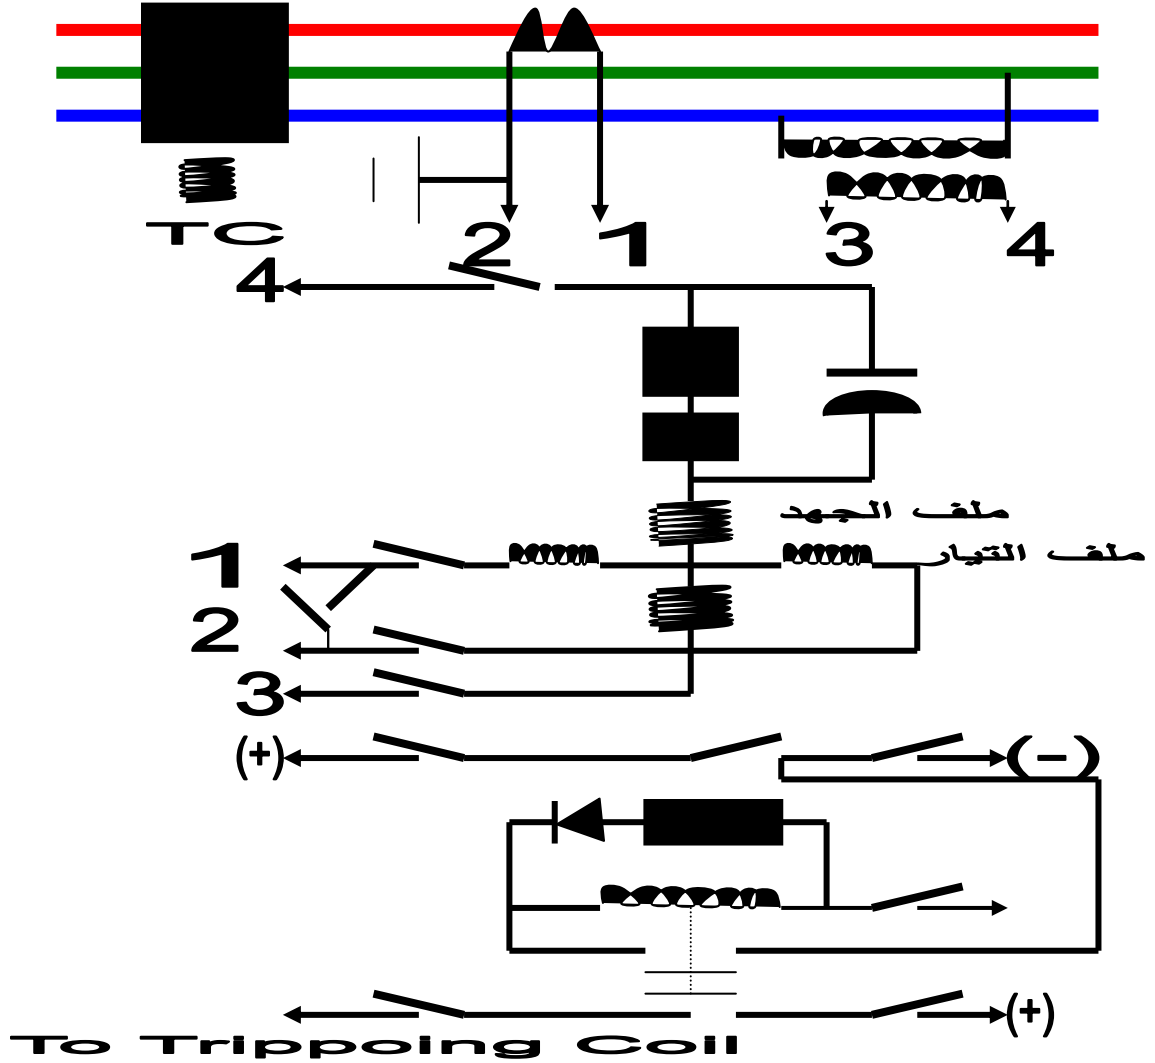 TC
2 1
3 4
4
ملف الجهد
ملف التيار
1
2
3
(+) (-)
(+)
To Trippoing Coil